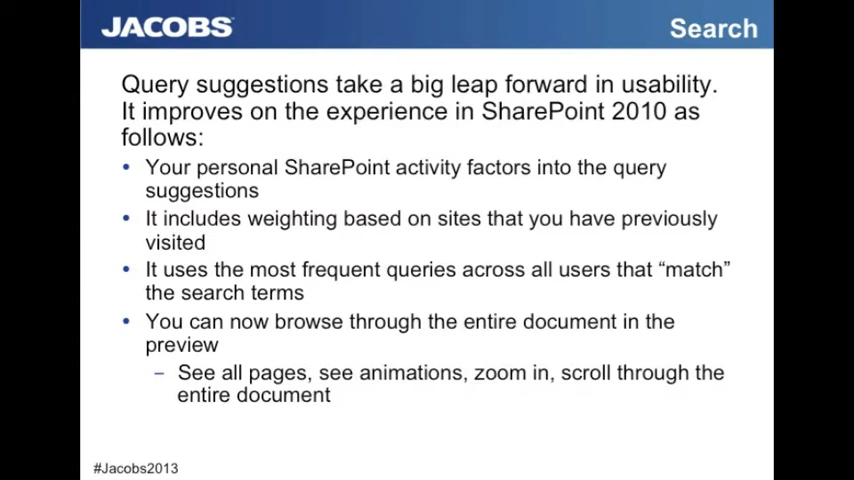 JACOBS
Search
Query suggestions take a big leap forward in usability.
It improves on the experience in SharePoint 2010 as
follows:
• Your personal SharePoint activity factors into the query
suggestions
• It includes weighting based on sites that you have previously
visited
• It uses the most frequent queries across all users that “match”
the search terms
• You can now browse through the entire document in the
preview
– See all pages, see animations, zoom in, scroll through the
entire document
#Jacobs2013